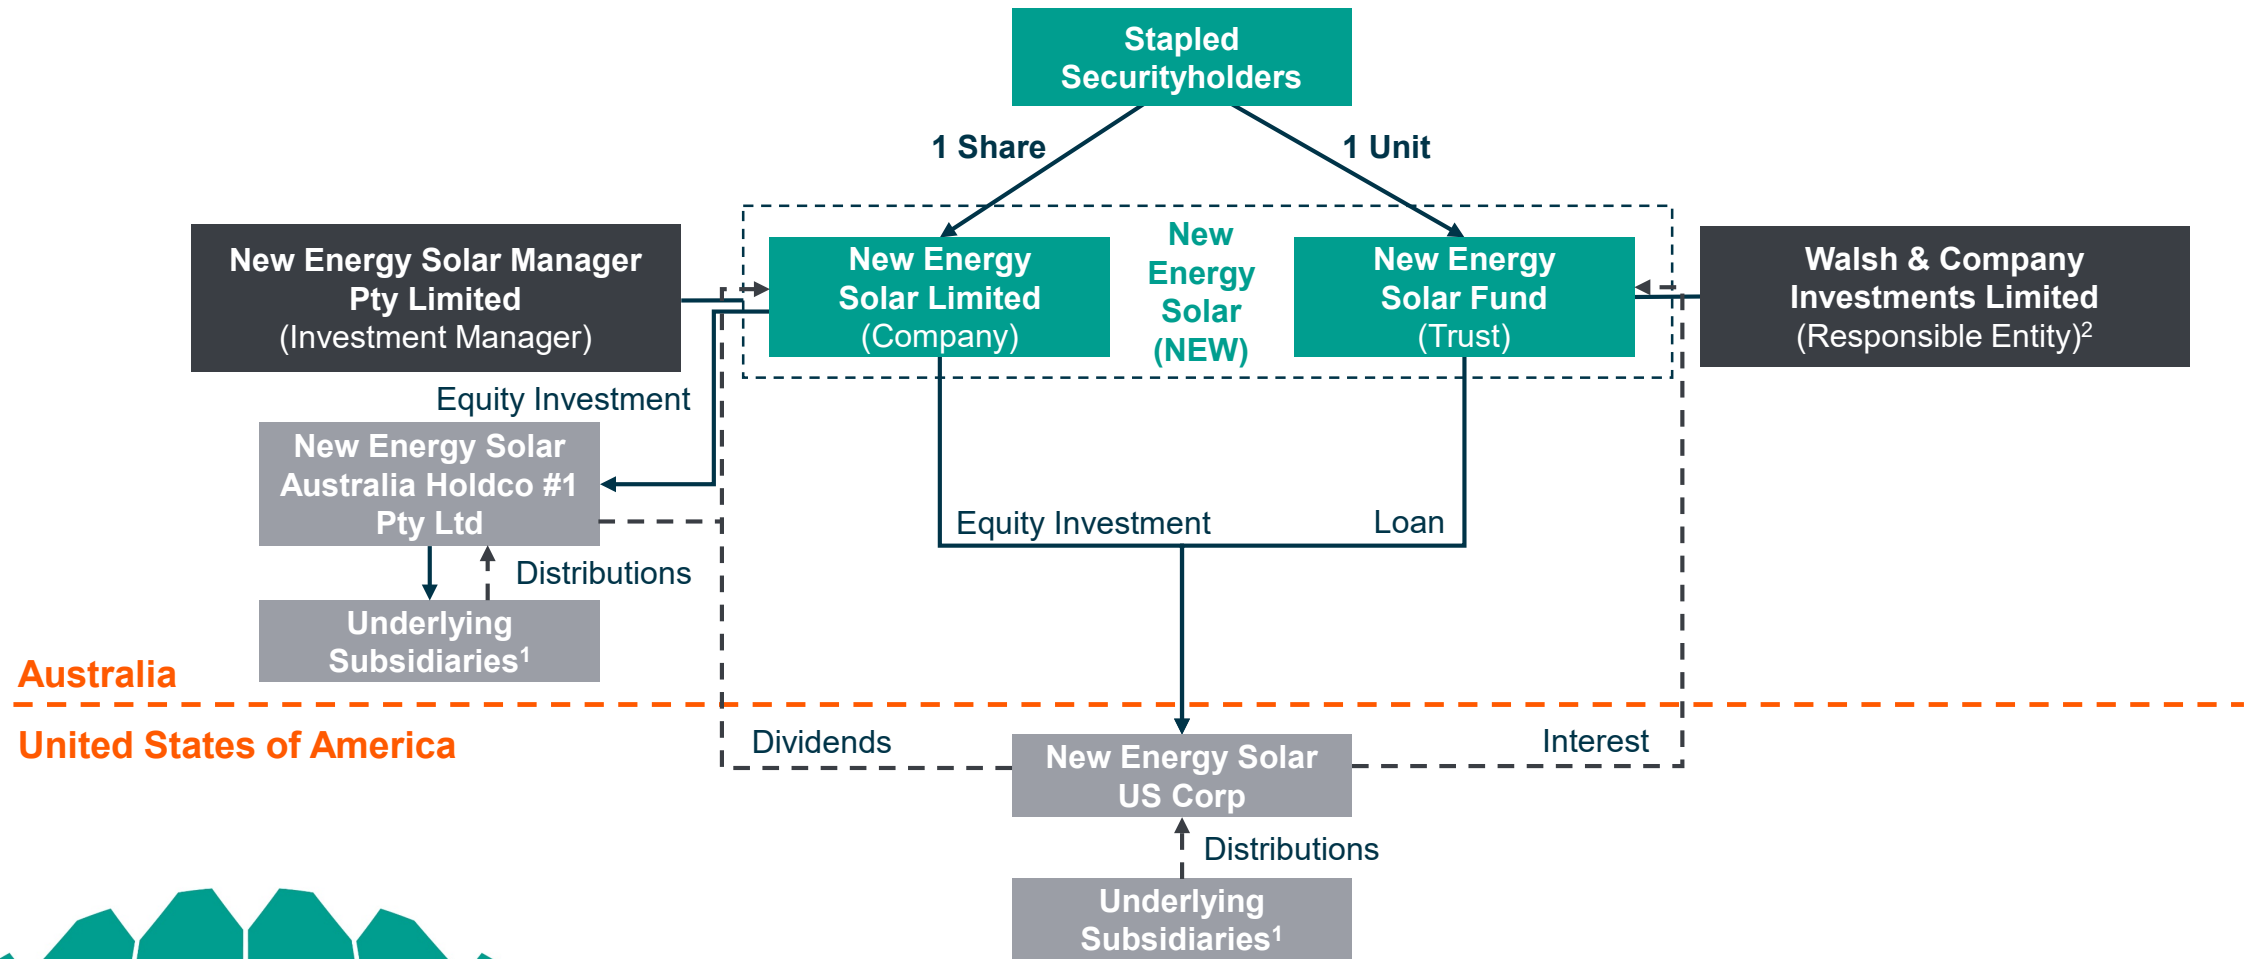 Stapled
Securityholders
1 Share
1 Unit
New Energy Solar Manager
Pty Limited
(Investment Manager)
New Energy
Solar Limited
(Company)
New
Energy
Solar
(NEW)
New Energy
Solar Fund
(Trust)
Walsh & Company
Investments Limited
(Responsible Entity)²
Equity Investment
New Energy Solar
Australia Holdco #1
Pty Ltd
Equity Investment
Loan
Distributions
Underlying
Subsidiaries¹
Australia
United States of America
Dividends
New Energy Solar
US Corp
Interest
Distributions
Underlying
Subsidiaries¹